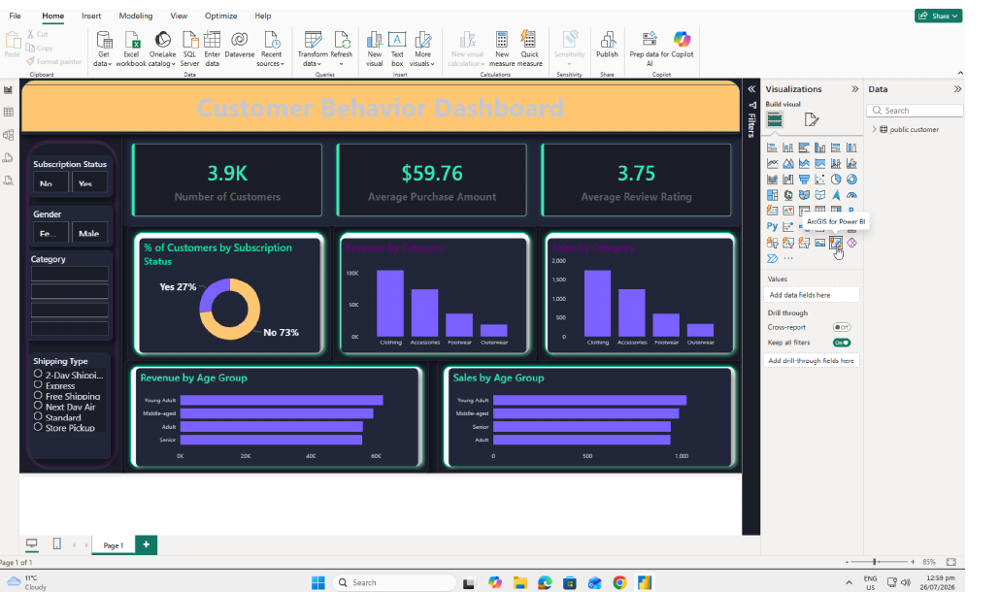 File Home Insert Modeling View Optimize Help
Share
Paste
Cut
Copy
Format painter
Clipboard
Get data
Excel workbook
OneLake catalog
SQL Server
Enter data
Dataverse
Recent sources
Data
Transform data
Refresh
Queries
New visual
Text box
More visuals
Insert
New visual calculation
New measure
Quick measure
Calculations
Sensitivity
Sensitivity
Publish
Share
Prep data for AI
Copilot
Copilot
Customer Behavior Dashboard
Subscription Status
No Yes
Gender
Fe... Male
Category
Shipping Type
2-Day Shippi...
Express
Free Shipping
Next Day Air
Standard
Store Pickup
3.9K
Number of Customers
$59.76
Average Purchase Amount
3.75
Average Review Rating
% of Customers by Subscription
Status
Yes 27%
No 73%
Revenue by Category
100K
50K
0K
Clothing Accessories Footwear Outerwear
Sales by Category
2,000
1,500
1,000
500
0
Clothing Accessories Footwear Outerwear
Revenue by Age Group
Young Adult
Middle-aged
Adult
Senior
0K 20K 40K 60K
Sales by Age Group
Young Adult
Middle-aged
Senior
Adult
0 500 1,000
Filters
Visualizations
Build visual
Py
ArcGIS for Power BI
Values
Add data fields here
Drill through
Cross-report Off
Keep all filters On
Add drill-through fields here
Data
Search
public customer
Page 1
Page 1 of 1
85%
11°C
Cloudy
Search
ENG
US
12:59 pm
26/07/2026